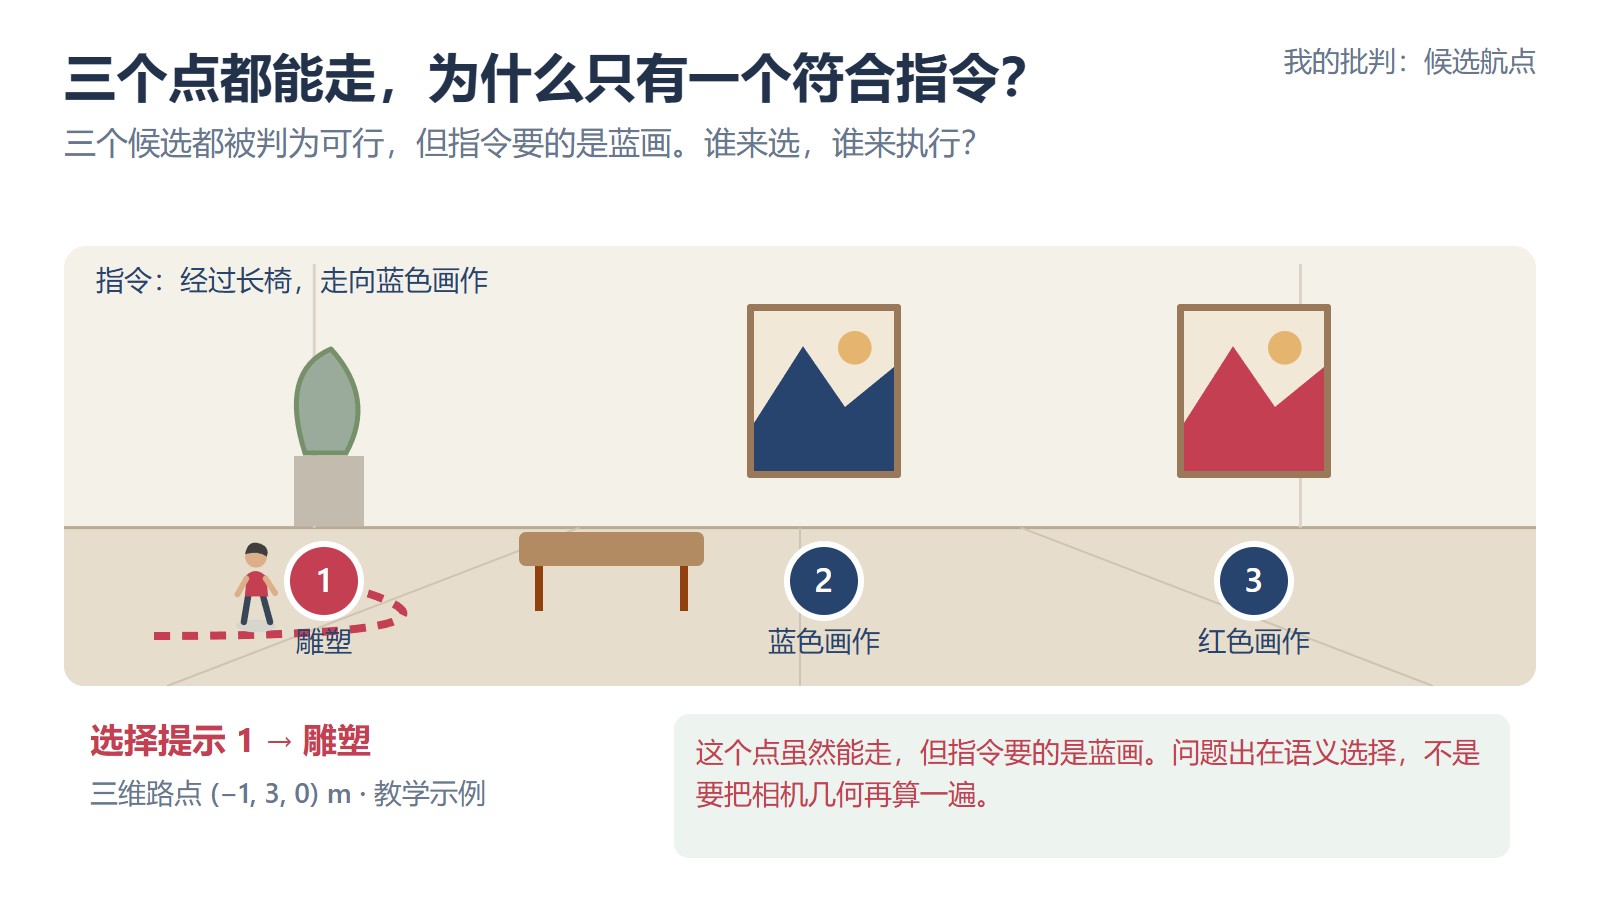 三个点都能走，为什么只有一个符合指令？
我的批判：候选航点
三个候选都被判为可行，但指令要的是蓝画。谁来选，谁来执行？
指令：经过长椅，走向蓝色画作
1
2
3
雕塑
蓝色画作
红色画作
选择提示 1 → 雕塑
三维路点 (−1, 3, 0) m · 教学示例
这个点虽然能走，但指令要的是蓝画。问题出在语义选择，不是
要把相机几何再算一遍。